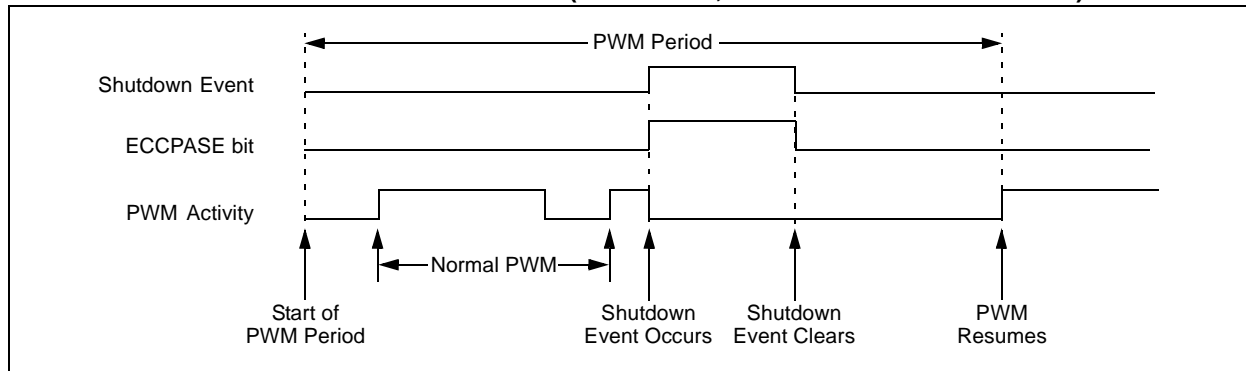 PWM Period
Shutdown Event
ECCPASE bit
PWM Activity
Normal PWM
Start of
PWM Period
Shutdown
Event Occurs
Shutdown
Event Clears
PWM
Resumes